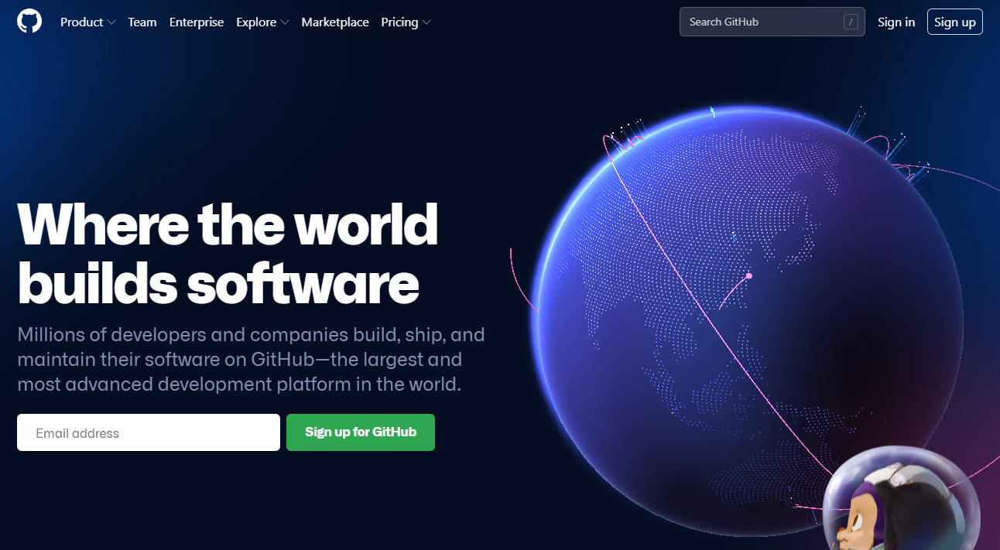 Product Team Enterprise Explore Marketplace Pricing Search GitHub / Sign in Sign up
Where the world
builds software
Millions of developers and companies build, ship, and
maintain their software on GitHub—the largest and
most advanced development platform in the world.
Email address Sign up for GitHub